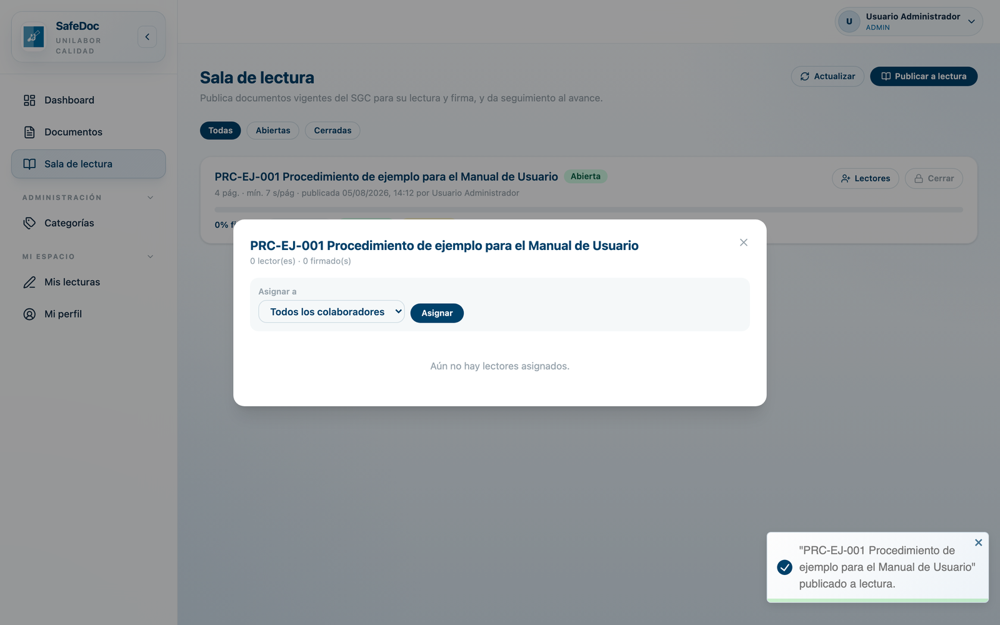 SafeDoc
UNILABOR
CALIDAD
Usuario Administrador
U
ADMIN
Dashboard
Documentos
Sala de lectura
ADMINISTRACIÓN
Categorías
MI ESPACIO
Mis lecturas
Mi perfil
Sala de lectura
Publica documentos vigentes del SGC para su lectura y firma, y da seguimiento al avance.
Actualizar
Publicar a lectura
Todas
Abiertas
Cerradas
PRC-EJ-001 Procedimiento de ejemplo para el Manual de Usuario
Abierta
4 pág. · mín. 7 s/pág · publicada 05/08/2026, 14:12 por Usuario Administrador
Lectores
Cerrar
0%
PRC-EJ-001 Procedimiento de ejemplo para el Manual de Usuario
0 lector(es) · 0 firmado(s)
Asignar a
Todos los colaboradores
Asignar
Aún no hay lectores asignados.
"PRC-EJ-001 Procedimiento de
ejemplo para el Manual de Usuario"
publicado a lectura.